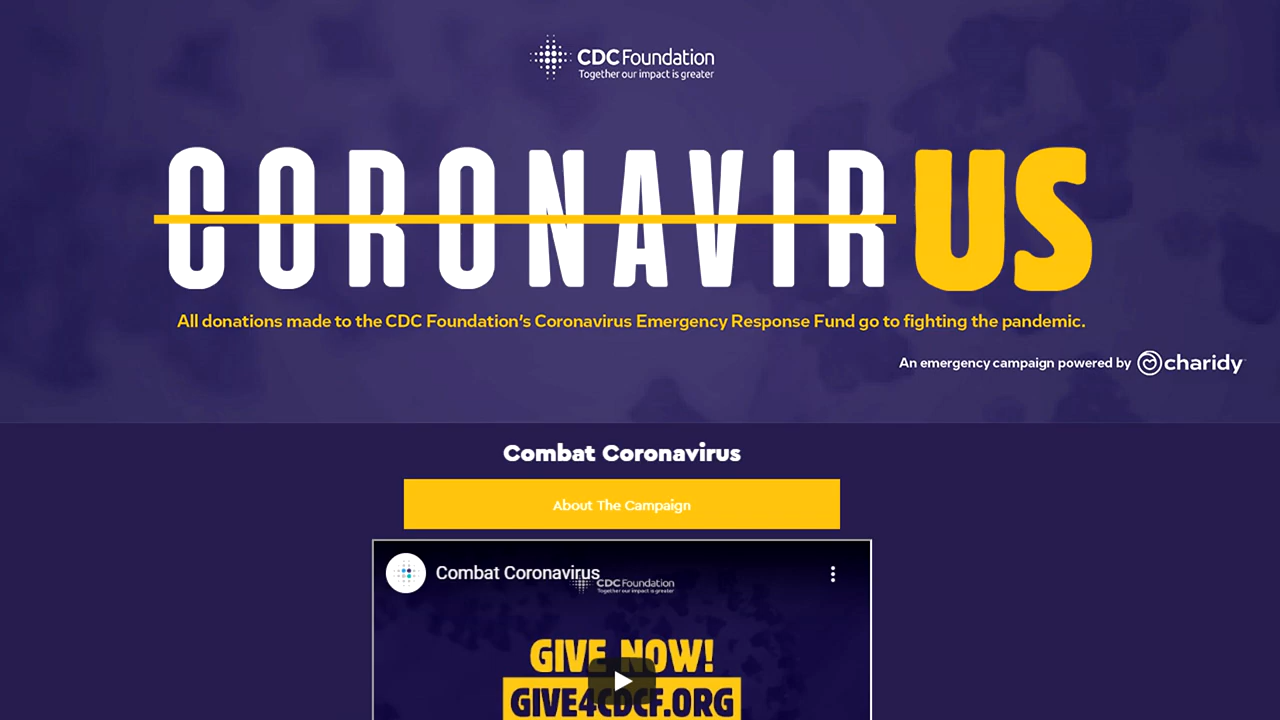 CDC Foundation
Together our impact is greater
CORONAVIRUS
All donations made to the CDC Foundation's Coronavirus Emergency Response Fund go to fighting the pandemic.
An emergency campaign powered by charidy
Combat Coronavirus
About The Campaign
Combat Coronavirus
CDC Foundation
Together our impact is greater
GIVE NOW!
GIVE4CDCF.ORG